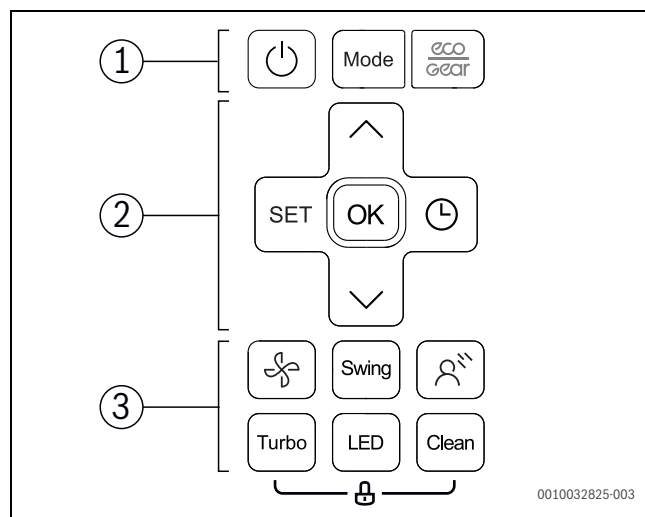 1
Mode
eco
Gear
2
SET
OK
3
Swing
Turbo
LED
Clean
0010032825-003